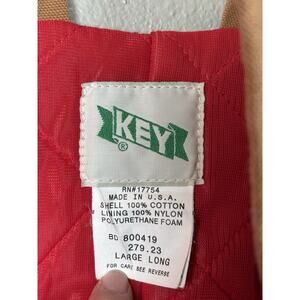 KEY
®
RN#17754
MADE IN U.S.A.
SHELL 100% COTTON
LINING 100% NYLON
POLYURETHANE FOAM
BD 800419
279.23
LARGE LONG
FOR CARE SEE REVERSE